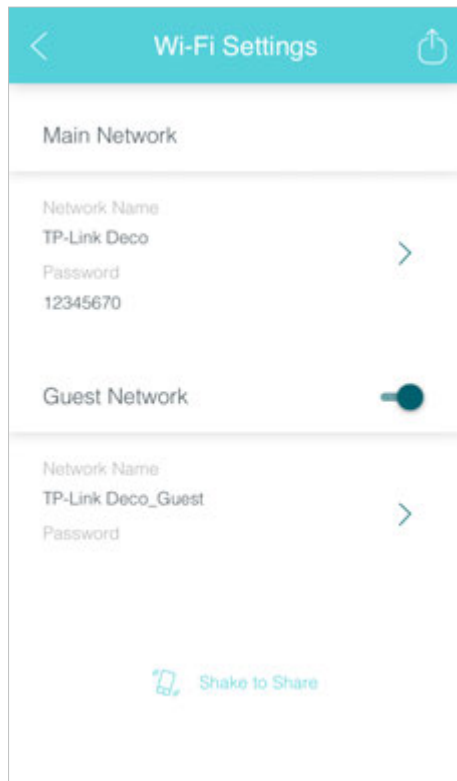 Wi-Fi Settings
Main Network
Network Name
TP-Link Deco
Password
12345670
Guest Network
Network Name
TP-Link Deco_Guest
Password
Shake to Share